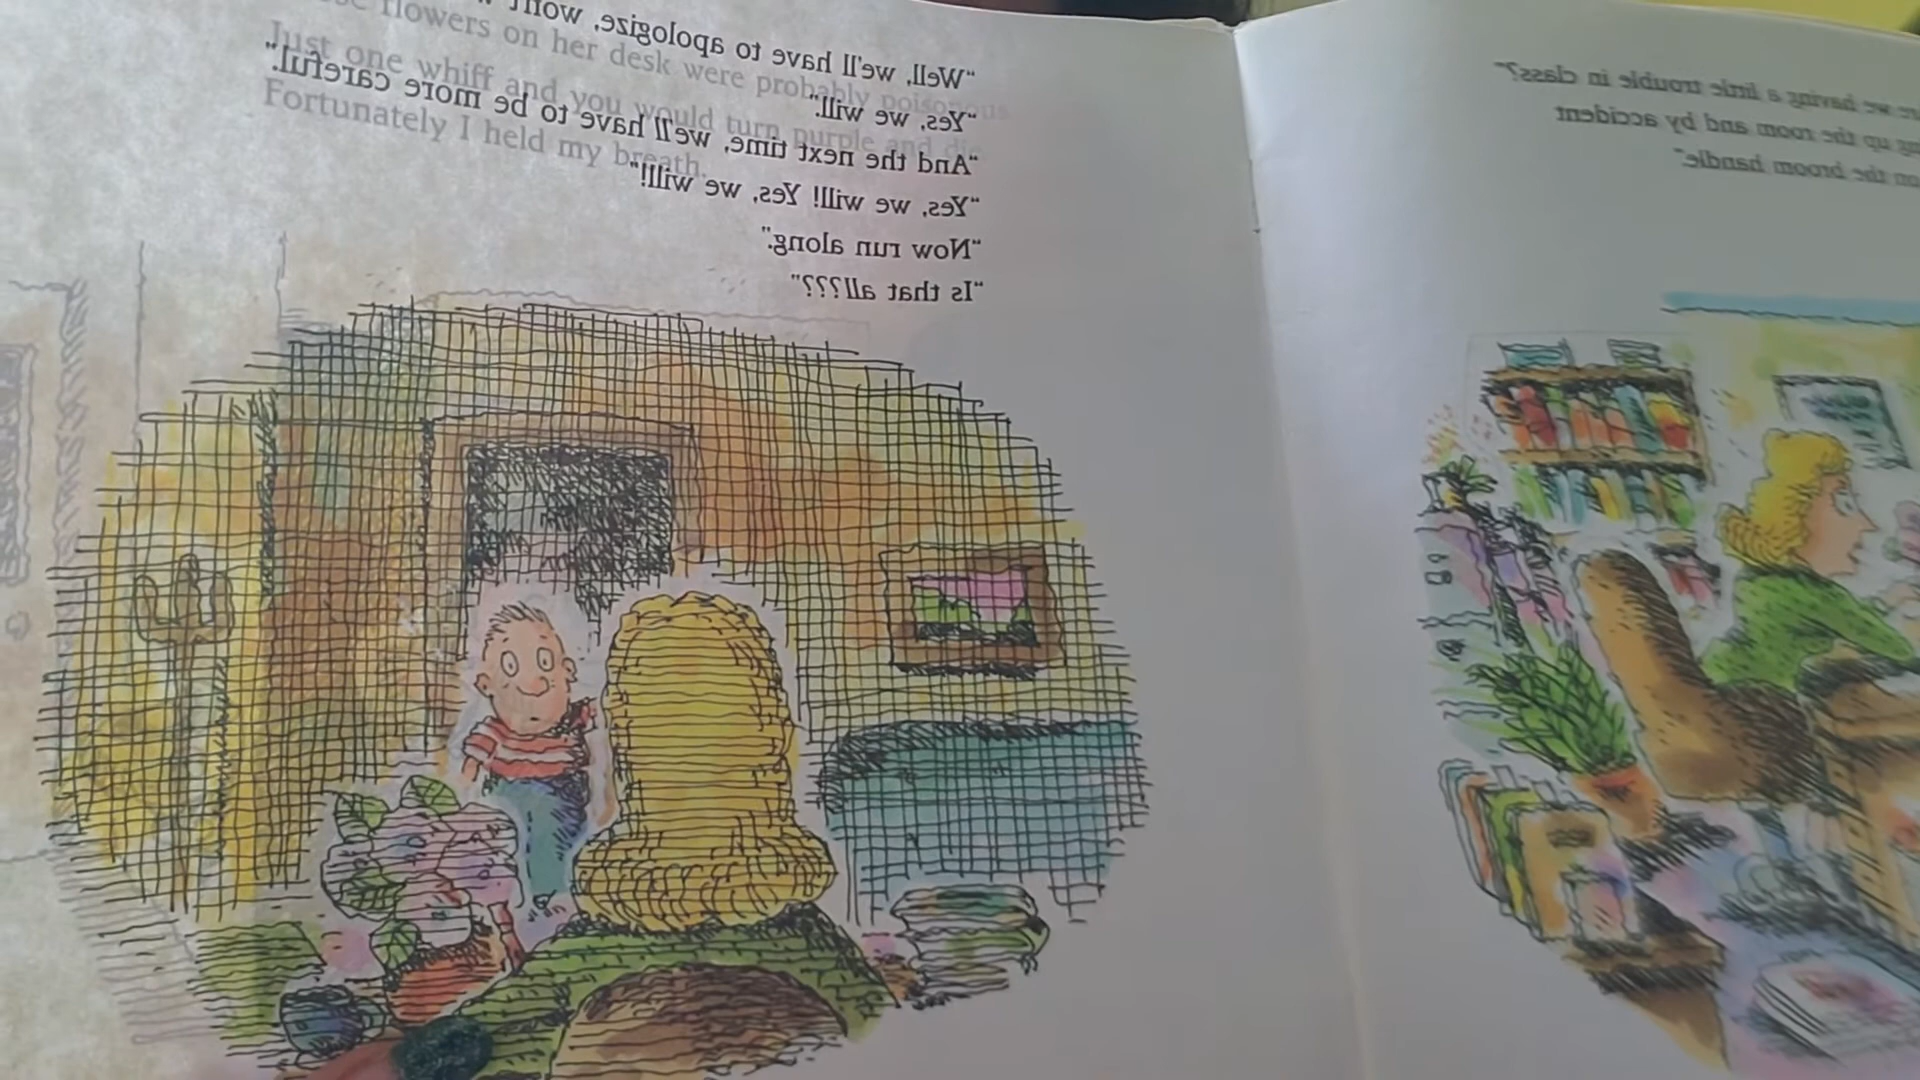 "Well, we'll have to apologize, won't
"Yes, we will."
"And the next time, we'll have to be more careful."
"Yes, we will! Yes, we will!"
"Now run along."
"Is that all???"
flowers on her desk were probably poisonous.
Just one whiff and you would turn purple and die.
Fortunately I held my breath.
we having a little trouble in class?"
up the room and by accident
on the broom handle."